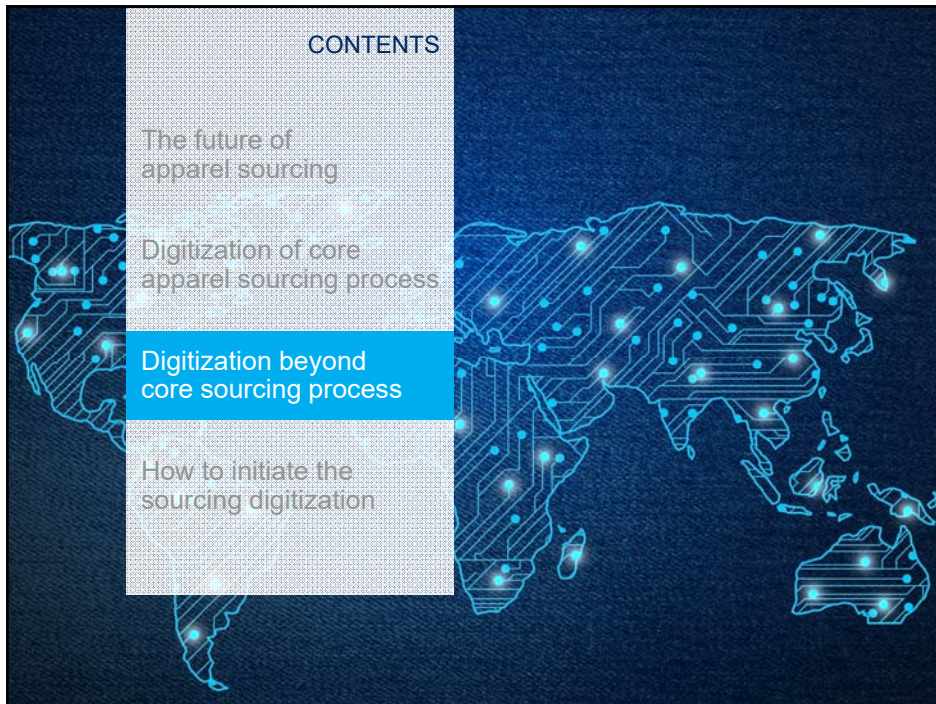 CONTENTS
The future of
apparel sourcing
Digitization of core
apparel sourcing process
Digitization beyond
core sourcing process
How to initiate the
sourcing digitization